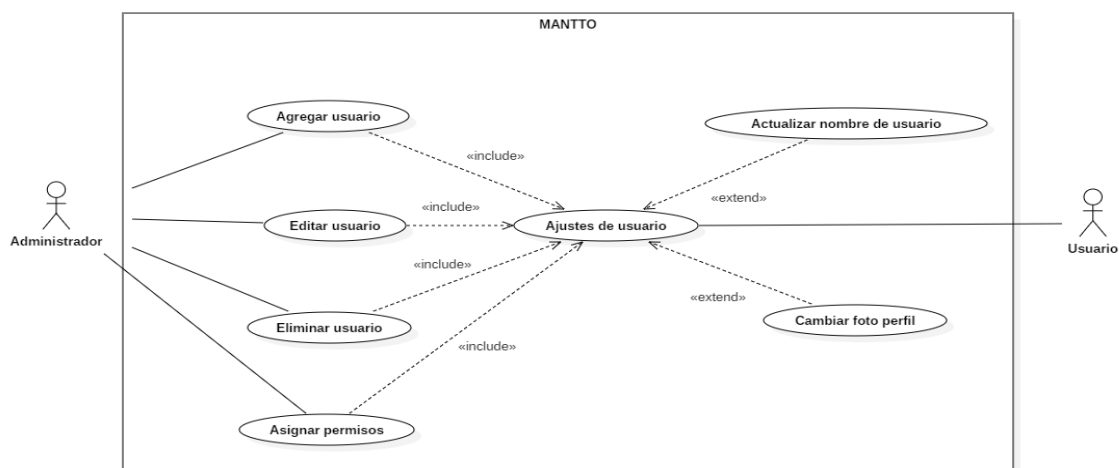 MANTTO
Agregar usuario
Actualizar nombre de usuario
«include»
«extend»
«include»
Editar usuario
Ajustes de usuario
Administrador
Usuario
«include»
«extend»
Eliminar usuario
Cambiar foto perfil
«include»
Asignar permisos